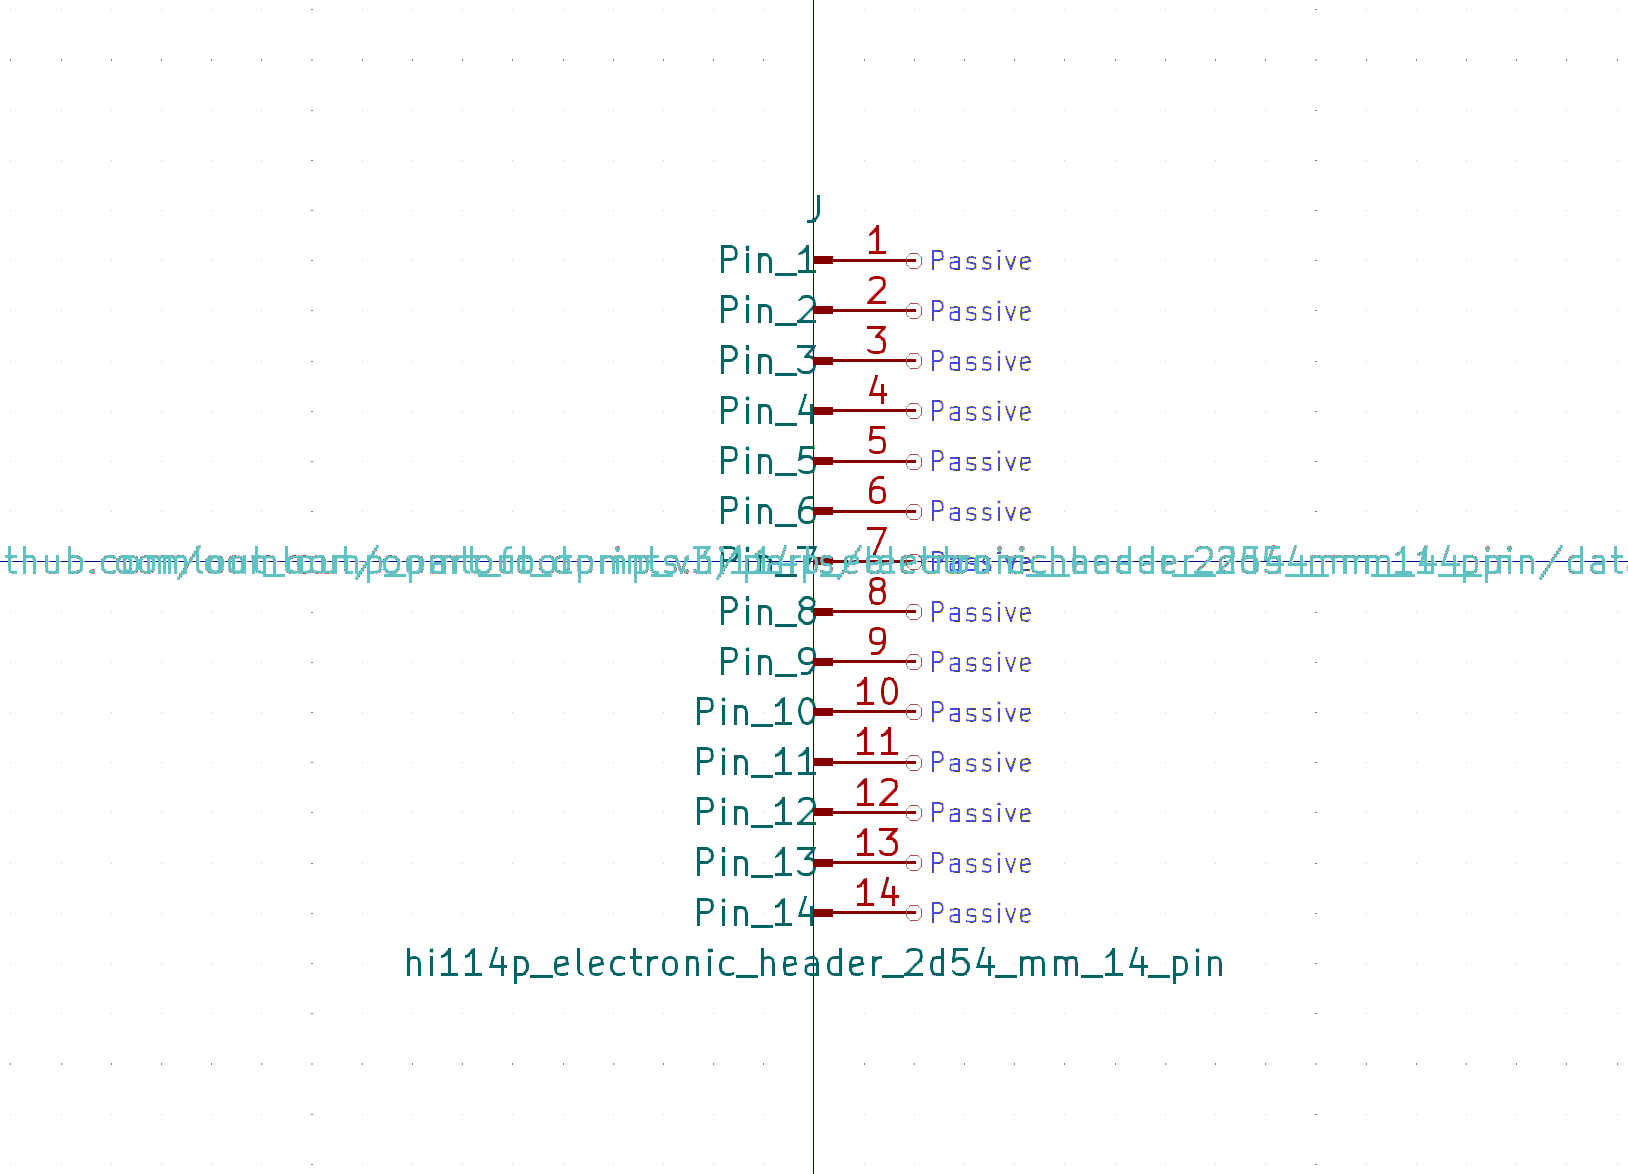 J
Pin_1 1 Passive
Pin_2 2 Passive
Pin_3 3 Passive
Pin_4 4 Passive
Pin_5 5 Passive
Pin_6 6 Passive
Pin_7 7 Passive
Pin_8 8 Passive
Pin_9 9 Passive
Pin_10 10 Passive
Pin_11 11 Passive
Pin_12 12 Passive
Pin_13 13 Passive
Pin_14 14 Passive
hi114p_electronic_header_2d54_mm_14_pin